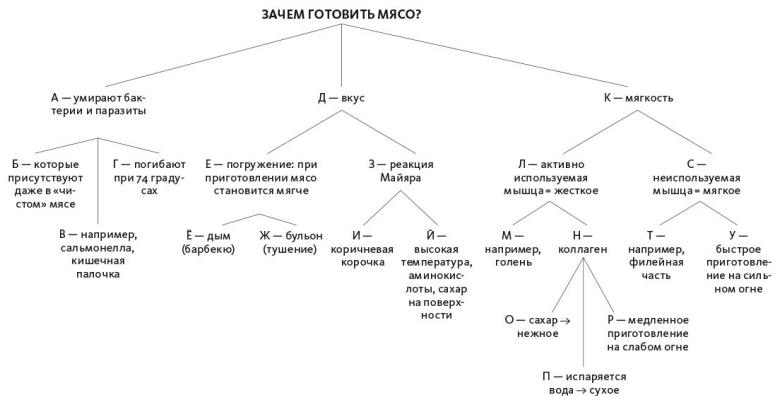 ЗАЧЕМ ГОТОВИТЬ МЯСО?
А — умирают бак-
терии и паразиты
Д — вкус
К — мягкость
Б — которые
присутствуют
даже в «чи-
стом» мясе
Г — погибают
при 74 граду-
сах
В — например,
сальмонелла,
кишечная
палочка
Е — погружение: при
приготовлении мясо
становится мягче
З — реакция
Майяра
Ё — дым
(барбекю)
Ж — бульон
(тушение)
И —
коричневая
корочка
Й —
высокая
температура,
аминокис-
лоты, сахар
на поверх-
ности
Л — активно
используемая
мышца = жесткое
С —
неиспользуемая
мышца = мягкое
М —
например,
голень
Н —
коллаген
Т —
например,
филейная
часть
У —
быстрое
приготовле-
ние на силь-
ном огне
О — сахар →
нежное
Р — медленное
приготовление
на слабом огне
П — испаряется
вода → сухое